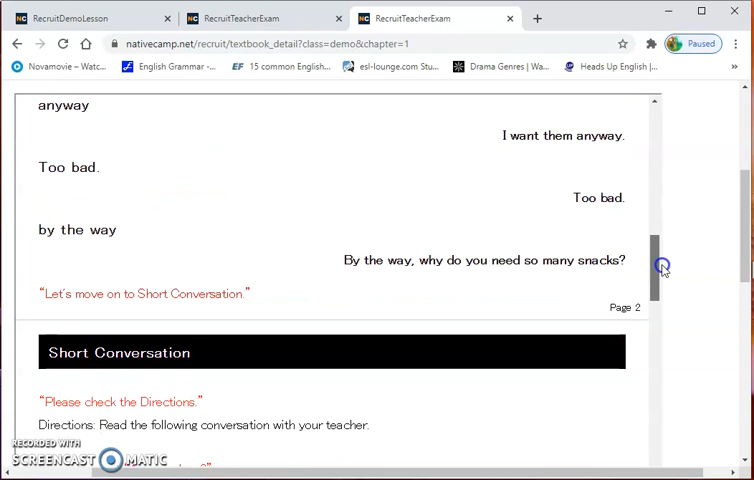 NC RecruitDemoLesson
NC RecruitTeacherExam
NC RecruitTeacherExam
nativecamp.net/recruit/textbook_detail?class=demo&chapter=1
Paused
Novamovie – Watc...
English Grammar -...
EF 15 common English...
esl-lounge.com Stu...
Drama Genres | Wa...
Heads Up English |...
anyway
I want them anyway.
Too bad.
Too bad.
by the way
By the way, why do you need so many snacks?
“Let's move on to Short Conversation.”
Page 2
Short Conversation
“Please check the Directions.”
Directions: Read the following conversation with your teacher.
RECORDED WITH
SCREENCAST MATIC